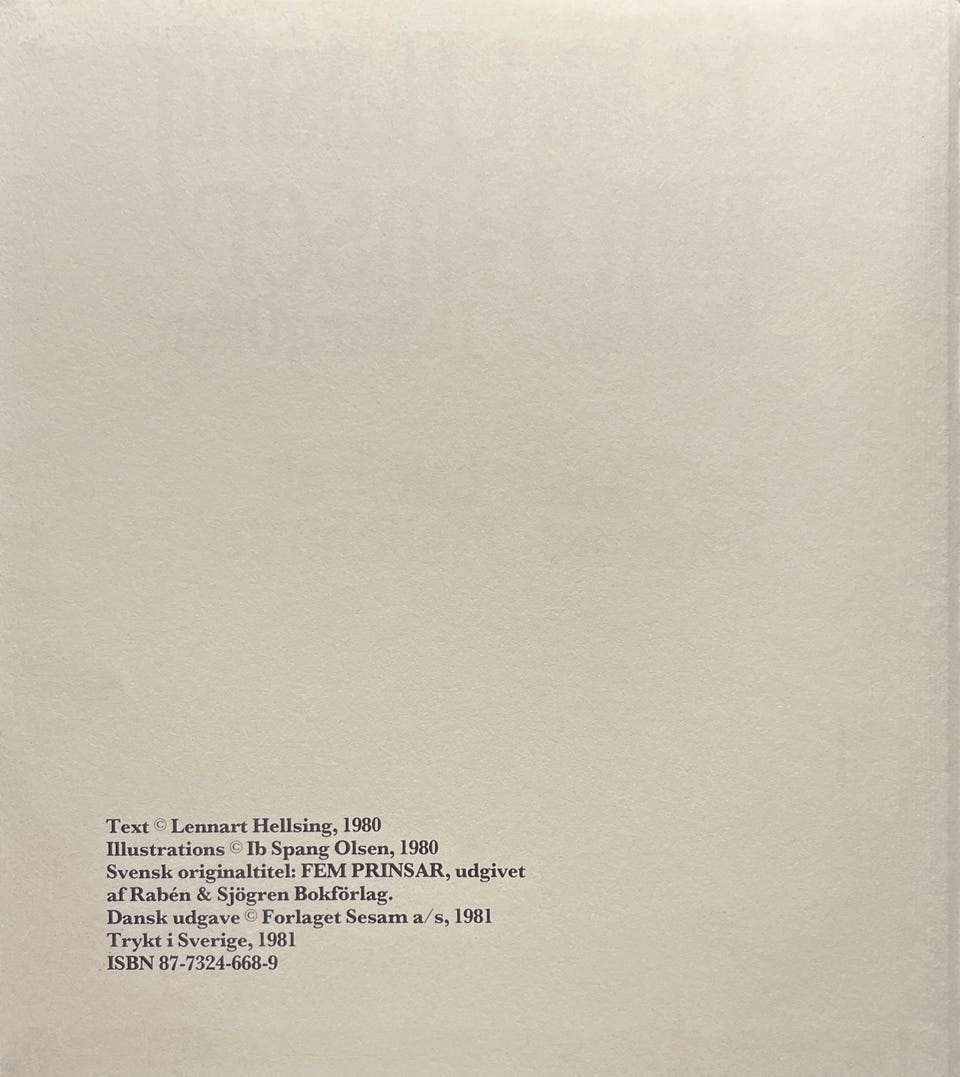 Text © Lennart Hellsing, 1980
Illustrations © Ib Spang Olsen, 1980
Svensk originaltitel: FEM PRINSAR, udgivet
af Rabén & Sjögren Bokförlag.
Dansk udgave © Forlaget Sesam a/s, 1981
Trykt i Sverige, 1981
ISBN 87-7324-668-9